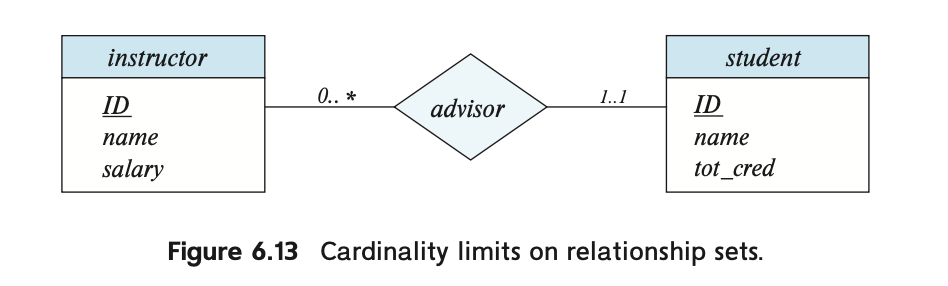 instructor
ID
name
salary
0..*
advisor
1..1
student
ID
name
tot_cred
Figure 6.13 Cardinality limits on relationship sets.